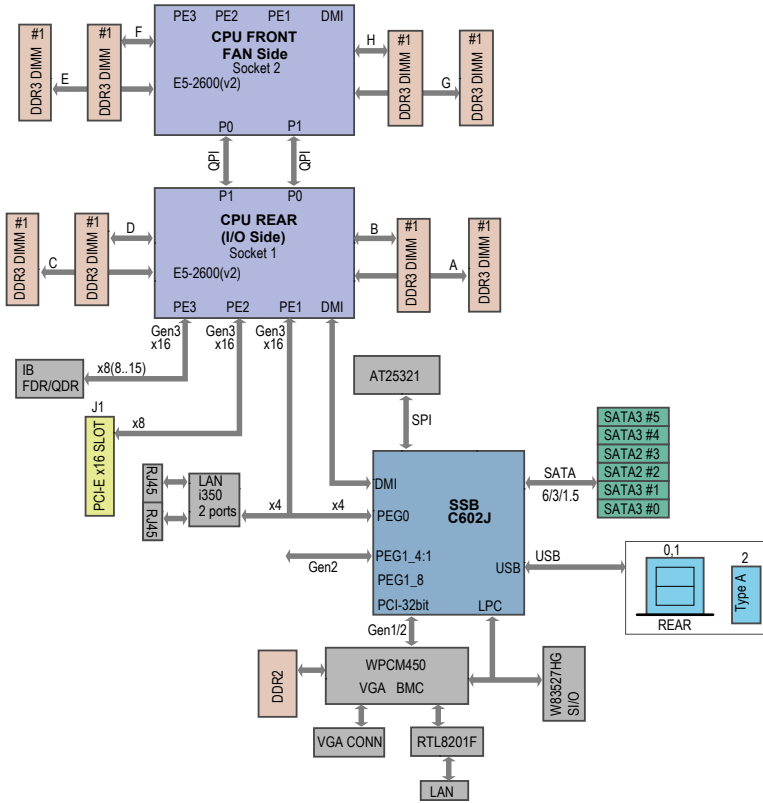 PE3 PE2 PE1 DMI
CPU FRONT
FAN Side
Socket 2
E5-2600(v2)
P0 P1
#1
DDR3 DIMM
#1
DDR3 DIMM
F
E
H
G
#1
DDR3 DIMM
#1
DDR3 DIMM
QPI
QPI
P1 P0
CPU REAR
(I/O Side)
Socket 1
E5-2600(v2)
PE3 PE2 PE1 DMI
#1
DDR3 DIMM
#1
DDR3 DIMM
D
C
B
A
#1
DDR3 DIMM
#1
DDR3 DIMM
Gen3
x16
Gen3
x16
Gen3
x16
IB
FDR/QDR
x8(8..15)
J1
PCI-E x16 SLOT
x8
AT25321
SPI
RJ45
RJ45
LAN
i350
2 ports
x4 x4
DMI
SSB
C602J
PEG0
PEG1_4:1
PEG1_8
PCI-32bit
USB
LPC
Gen2
SATA
6/3/1.5
SATA3 #5
SATA3 #4
SATA2 #3
SATA2 #2
SATA3 #1
SATA3 #0
USB
0,1
REAR
2
Type A
Gen1/2
DDR2
WPCM450
VGA BMC
W83527HG
SI/O
VGA CONN
RTL8201F
LAN